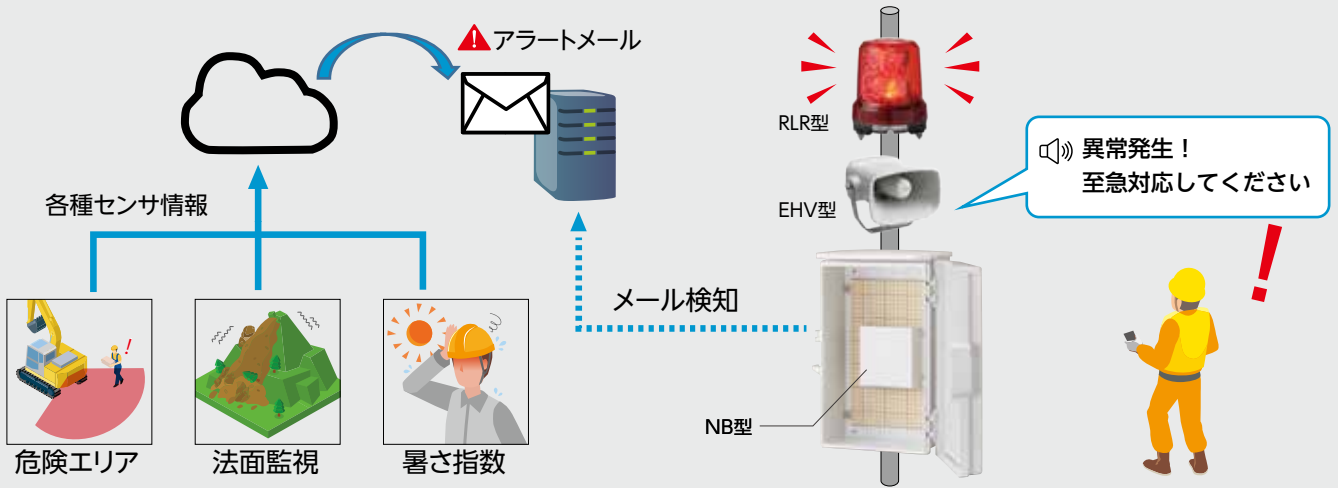 アラートメール
各種センサ情報
危険エリア
法面監視
暑さ指数
メール検知
RLR型
EHV型
NB型
異常発生！
至急対応してください